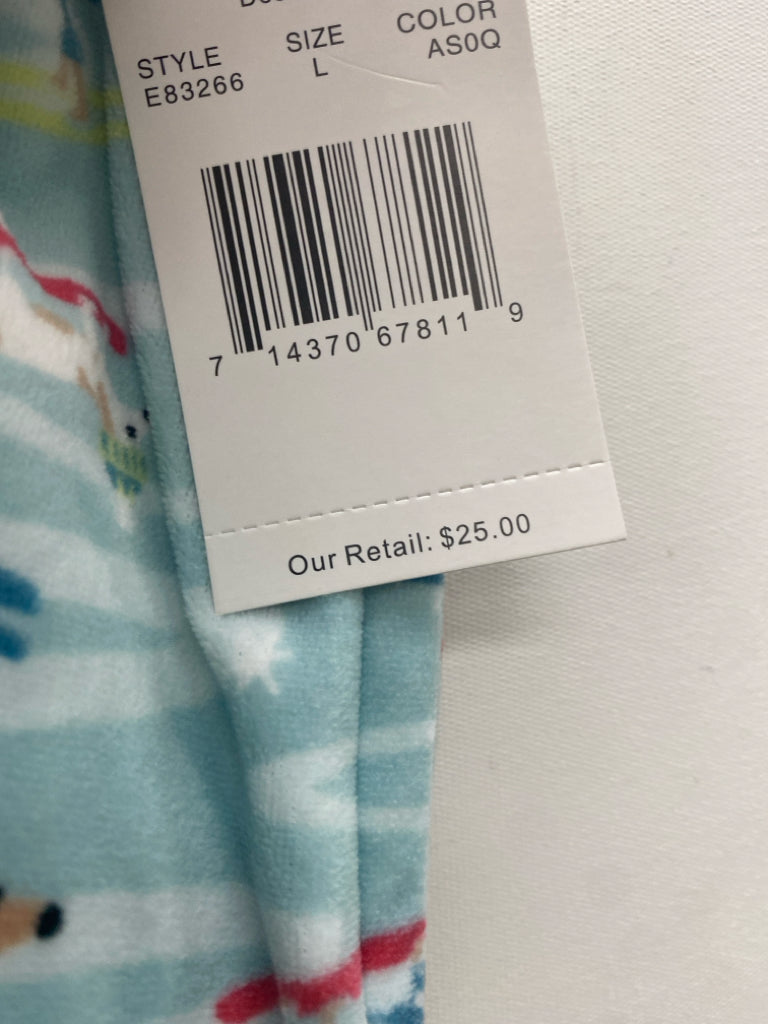 STYLE SIZE COLOR
E83266 L AS0Q
7 14370 67811 9
Our Retail: $25.00